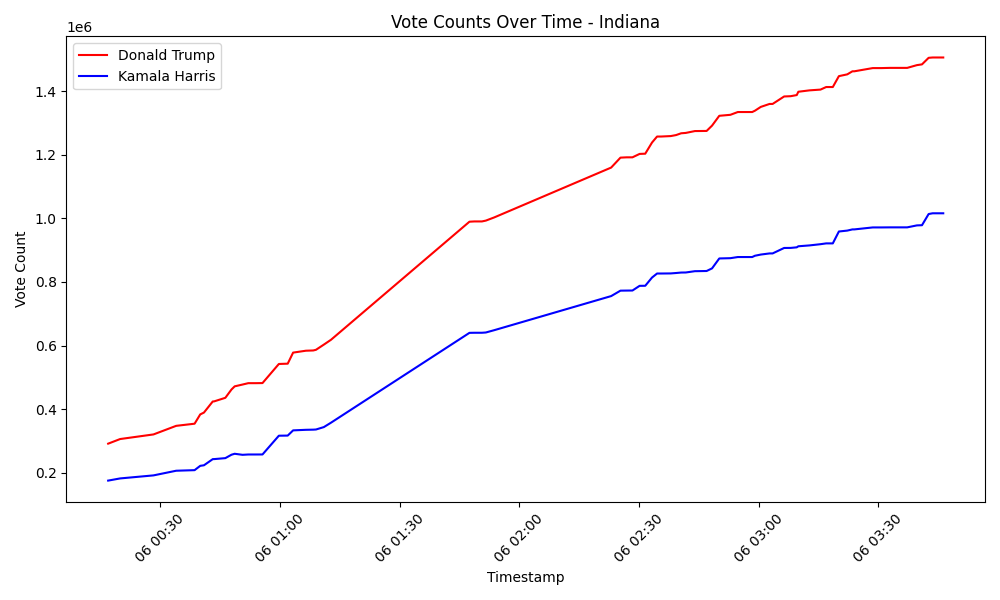 Vote Counts Over Time - Indiana
1e6
Donald Trump
Kamala Harris
1.4
1.2
1.0
0.8
0.6
0.4
0.2
Vote Count
06 00:30
06 01:00
06 01:30
06 02:00
06 02:30
06 03:00
06 03:30
Timestamp